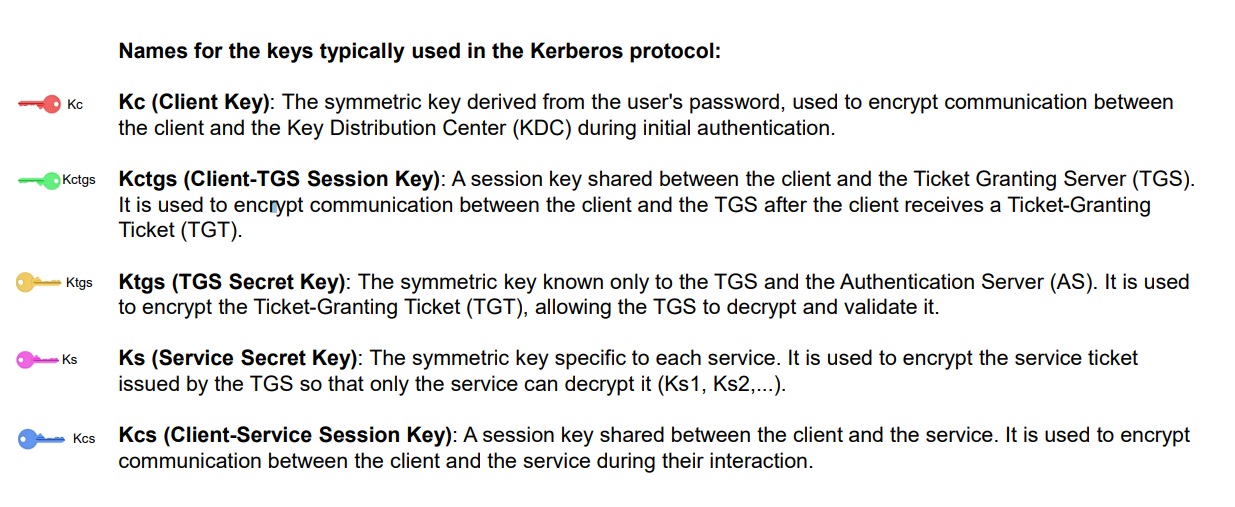 Names for the keys typically used in the Kerberos protocol:
Kc
Kc (Client Key): The symmetric key derived from the user's password, used to encrypt communication between
the client and the Key Distribution Center (KDC) during initial authentication.
Kctgs
Kctgs (Client-TGS Session Key): A session key shared between the client and the Ticket Granting Server (TGS).
It is used to encrypt communication between the client and the TGS after the client receives a Ticket-Granting
Ticket (TGT).
Ktgs
Ktgs (TGS Secret Key): The symmetric key known only to the TGS and the Authentication Server (AS). It is used
to encrypt the Ticket-Granting Ticket (TGT), allowing the TGS to decrypt and validate it.
Ks
Ks (Service Secret Key): The symmetric key specific to each service. It is used to encrypt the service ticket
issued by the TGS so that only the service can decrypt it (Ks1, Ks2,...).
Kcs
Kcs (Client-Service Session Key): A session key shared between the client and the service. It is used to encrypt
communication between the client and the service during their interaction.